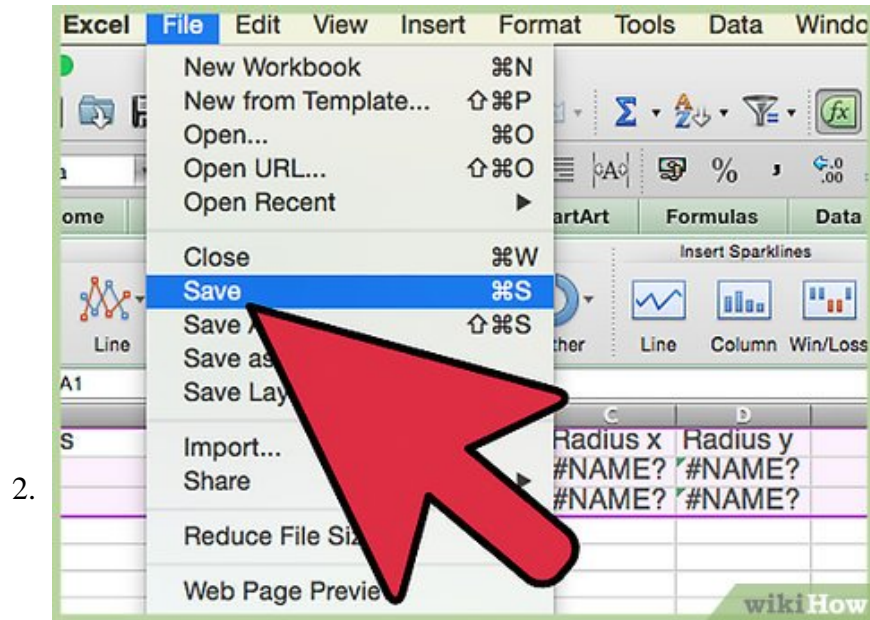 Excel File Edit View Insert Format Tools Data Windo
New Workbook ⌘N
New from Template... ⇧⌘P
Open... ⌘O
Open URL... ⇧⌘O
Open Recent ▶
Close ⌘W
Save ⌘S
Save ⇧⌘S
Save as
Save Lay
Import...
Share ▶
Reduce File Siz
Web Page Previe
Σ fx
% , .0 .00
ome artArt Formulas Data
Insert Sparklines
Line ther Line Column Win/Loss
A1
C D
S Radius x Radius y
#NAME? #NAME?
#NAME? #NAME?
2.
wikiHow